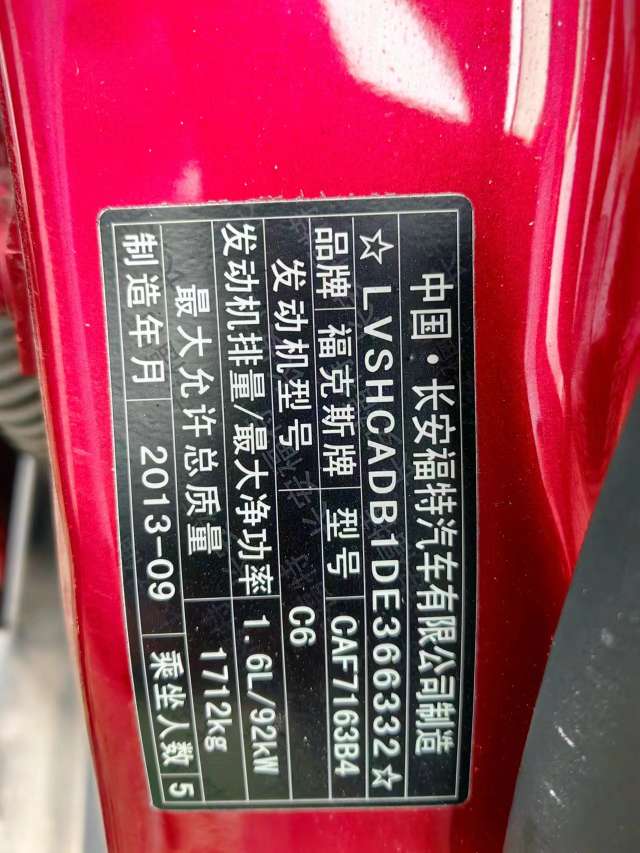 中国·长安福特汽车有限公司制造
☆LVSHCADB1DE366332☆
品牌 福克斯牌 型号 CAF7163B4
发动机型号 C6
发动机排量/最大净功率 1.6L/92kW
最大允许总质量 1712kg
制造年月 2013-09 乘坐人数 5